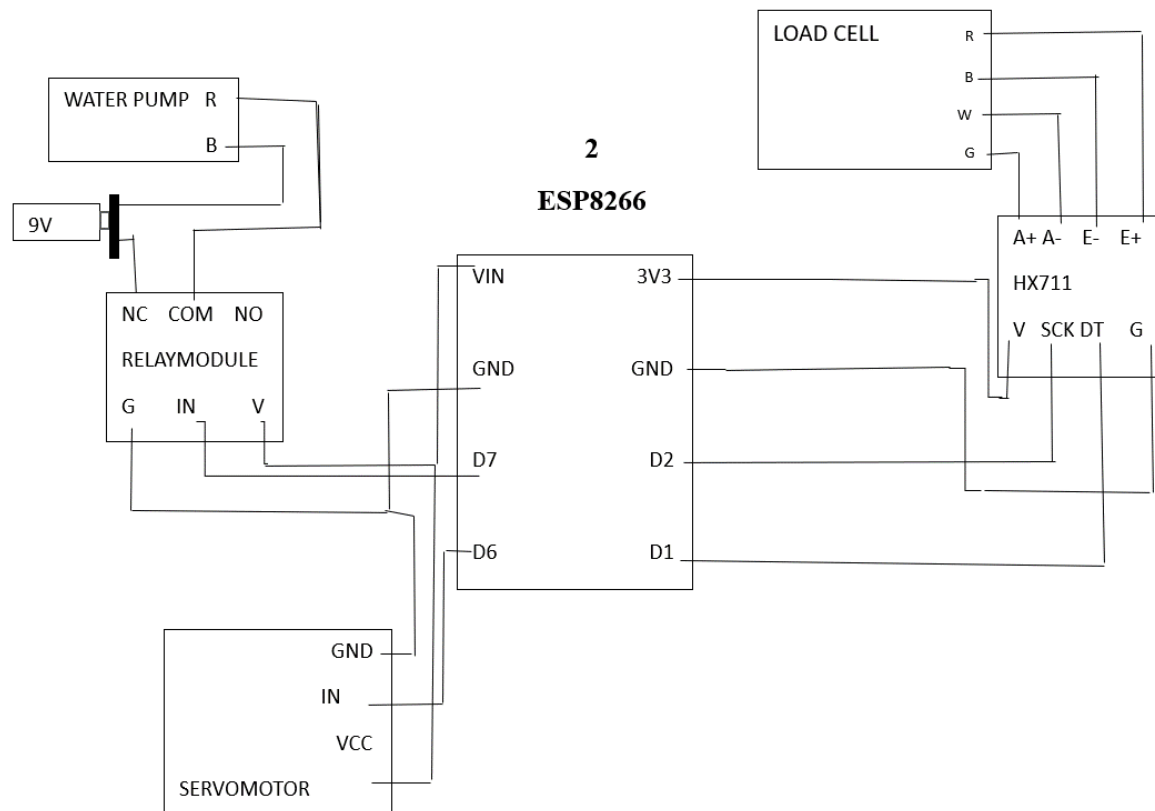 LOAD CELL R
B
W
G
WATER PUMP R
B
2
ESP8266
9V
A+ A- E- E+
HX711
V SCK DT G
NC COM NO
RELAYMODULE
G IN V
VIN 3V3
GND GND
D7 D2
D6 D1
GND
IN
VCC
SERVOMOTOR